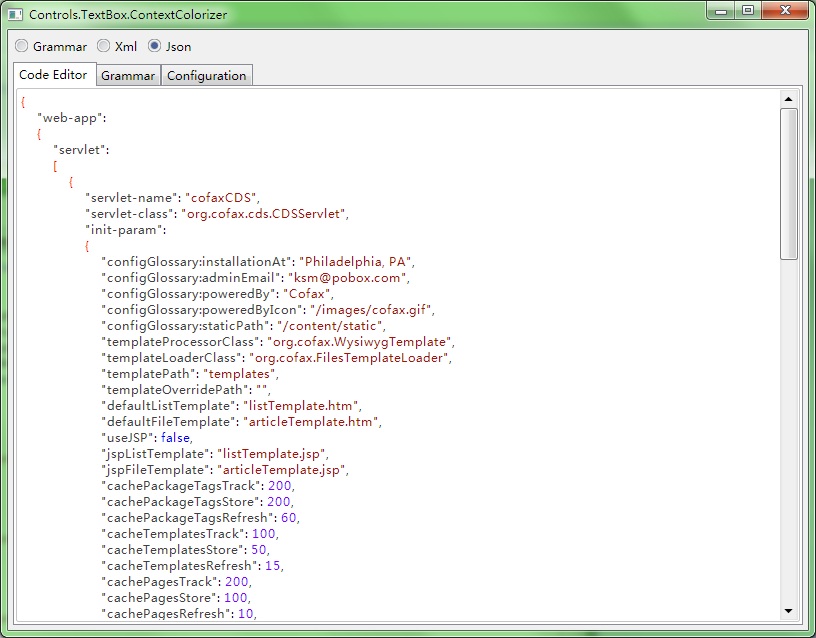 Controls.TextBox.ContextColorizer
Grammar Xml Json
Code Editor Grammar Configuration
{
"web-app":
{
"servlet":
[
{
"servlet-name": "cofaxCDS",
"servlet-class": "org.cofax.cds.CDSServlet",
"init-param":
{
"configGlossary:installationAt": "Philadelphia, PA",
"configGlossary:adminEmail": "ksm@pobox.com",
"configGlossary:poweredBy": "Cofax",
"configGlossary:poweredByIcon": "/images/cofax.gif",
"configGlossary:staticPath": "/content/static",
"templateProcessorClass": "org.cofax.WysiwygTemplate",
"templateLoaderClass": "org.cofax.FilesTemplateLoader",
"templatePath": "templates",
"templateOverridePath": "",
"defaultListTemplate": "listTemplate.htm",
"defaultFileTemplate": "articleTemplate.htm",
"useJSP": false,
"jspListTemplate": "listTemplate.jsp",
"jspFileTemplate": "articleTemplate.jsp",
"cachePackageTagsTrack": 200,
"cachePackageTagsStore": 200,
"cachePackageTagsRefresh": 60,
"cacheTemplatesTrack": 100,
"cacheTemplatesStore": 50,
"cacheTemplatesRefresh": 15,
"cachePagesTrack": 200,
"cachePagesStore": 100,
"cachePagesRefresh": 10,